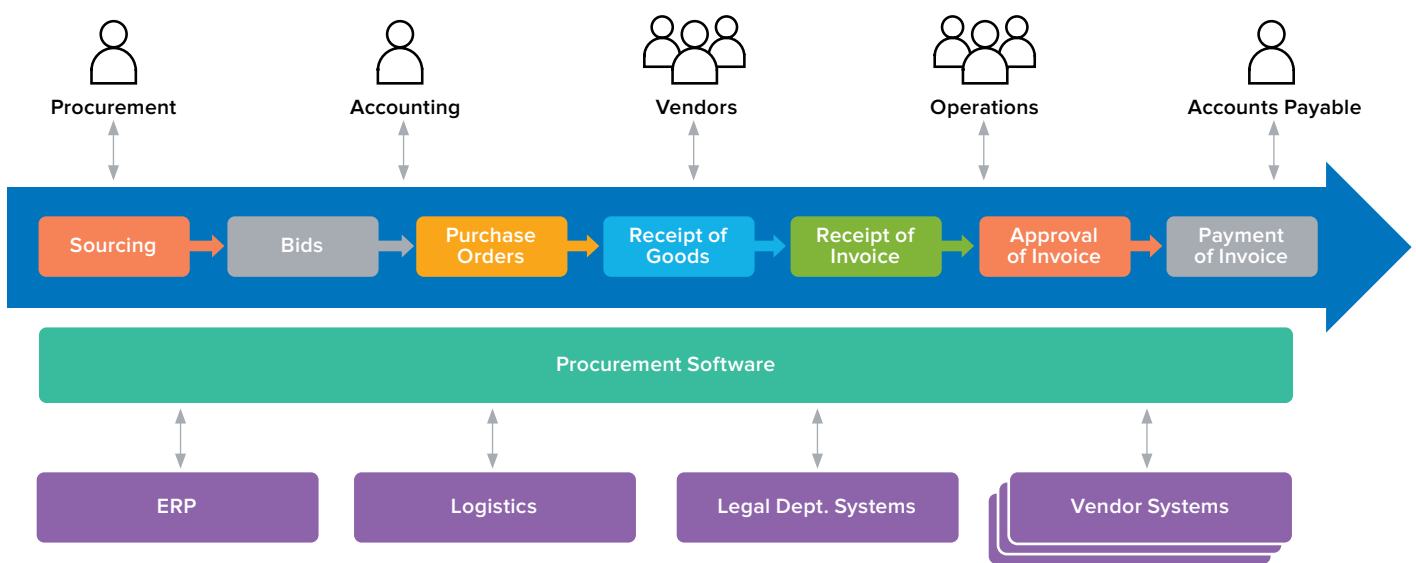 Procurement
Accounting
Vendors
Operations
Accounts Payable
Sourcing
Bids
Purchase
Orders
Receipt of
Goods
Receipt of
Invoice
Approval
of Invoice
Payment
of Invoice
Procurement Software
ERP
Logistics
Legal Dept. Systems
Vendor Systems